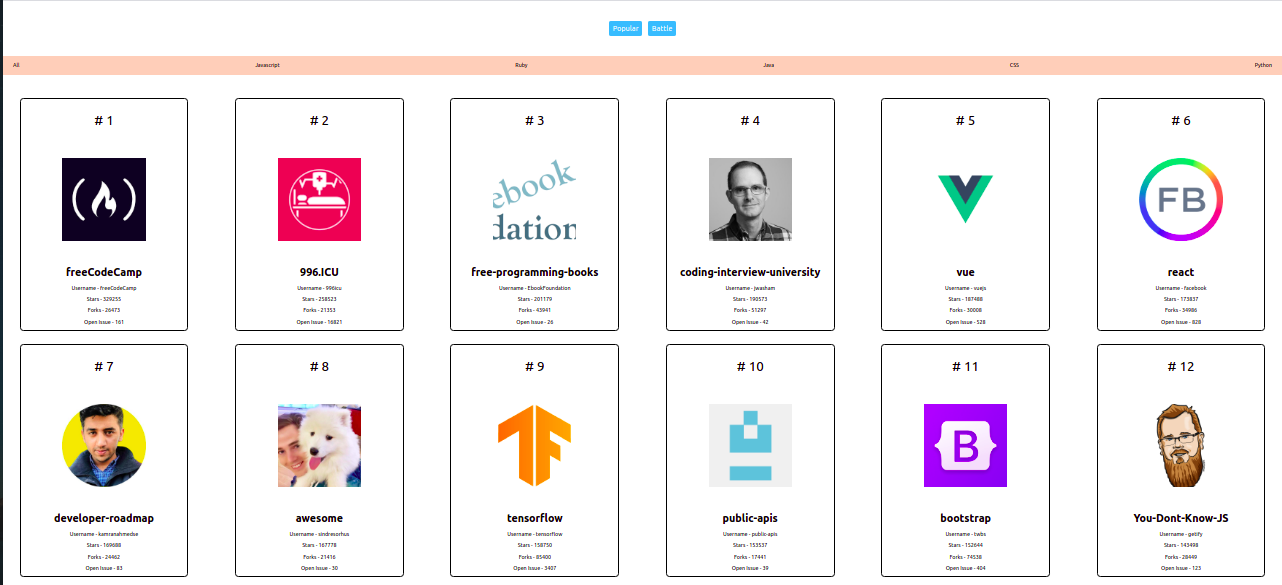 Popular Battle
All Javascript Ruby Java CSS Python
# 1
freeCodeCamp
Username - freeCodeCamp
Stars - 329255
Forks - 26473
Open Issue - 161
# 2
996.ICU
Username - 996icu
Stars - 258523
Forks - 21353
Open Issue - 16821
# 3
ebook
dation
free-programming-books
Username - EbookFoundation
Stars - 201179
Forks - 43941
Open Issue - 26
# 4
coding-interview-university
Username - jwasham
Stars - 190573
Forks - 51297
Open Issue - 42
# 5
vue
Username - vuejs
Stars - 187488
Forks - 30008
Open Issue - 528
# 6
FB
react
Username - facebook
Stars - 173837
Forks - 34986
Open Issue - 828
# 7
developer-roadmap
Username - kamranahmedse
Stars - 169688
Forks - 24462
Open Issue - 83
# 8
awesome
Username - sindresorhus
Stars - 167778
Forks - 21416
Open Issue - 30
# 9
tensorflow
Username - tensorflow
Stars - 158750
Forks - 85400
Open Issue - 3407
# 10
public-apis
Username - public-apis
Stars - 153537
Forks - 17441
Open Issue - 39
# 11
B
bootstrap
Username - twbs
Stars - 152644
Forks - 74538
Open Issue - 404
# 12
You-Dont-Know-JS
Username - getify
Stars - 143498
Forks - 28449
Open Issue - 123